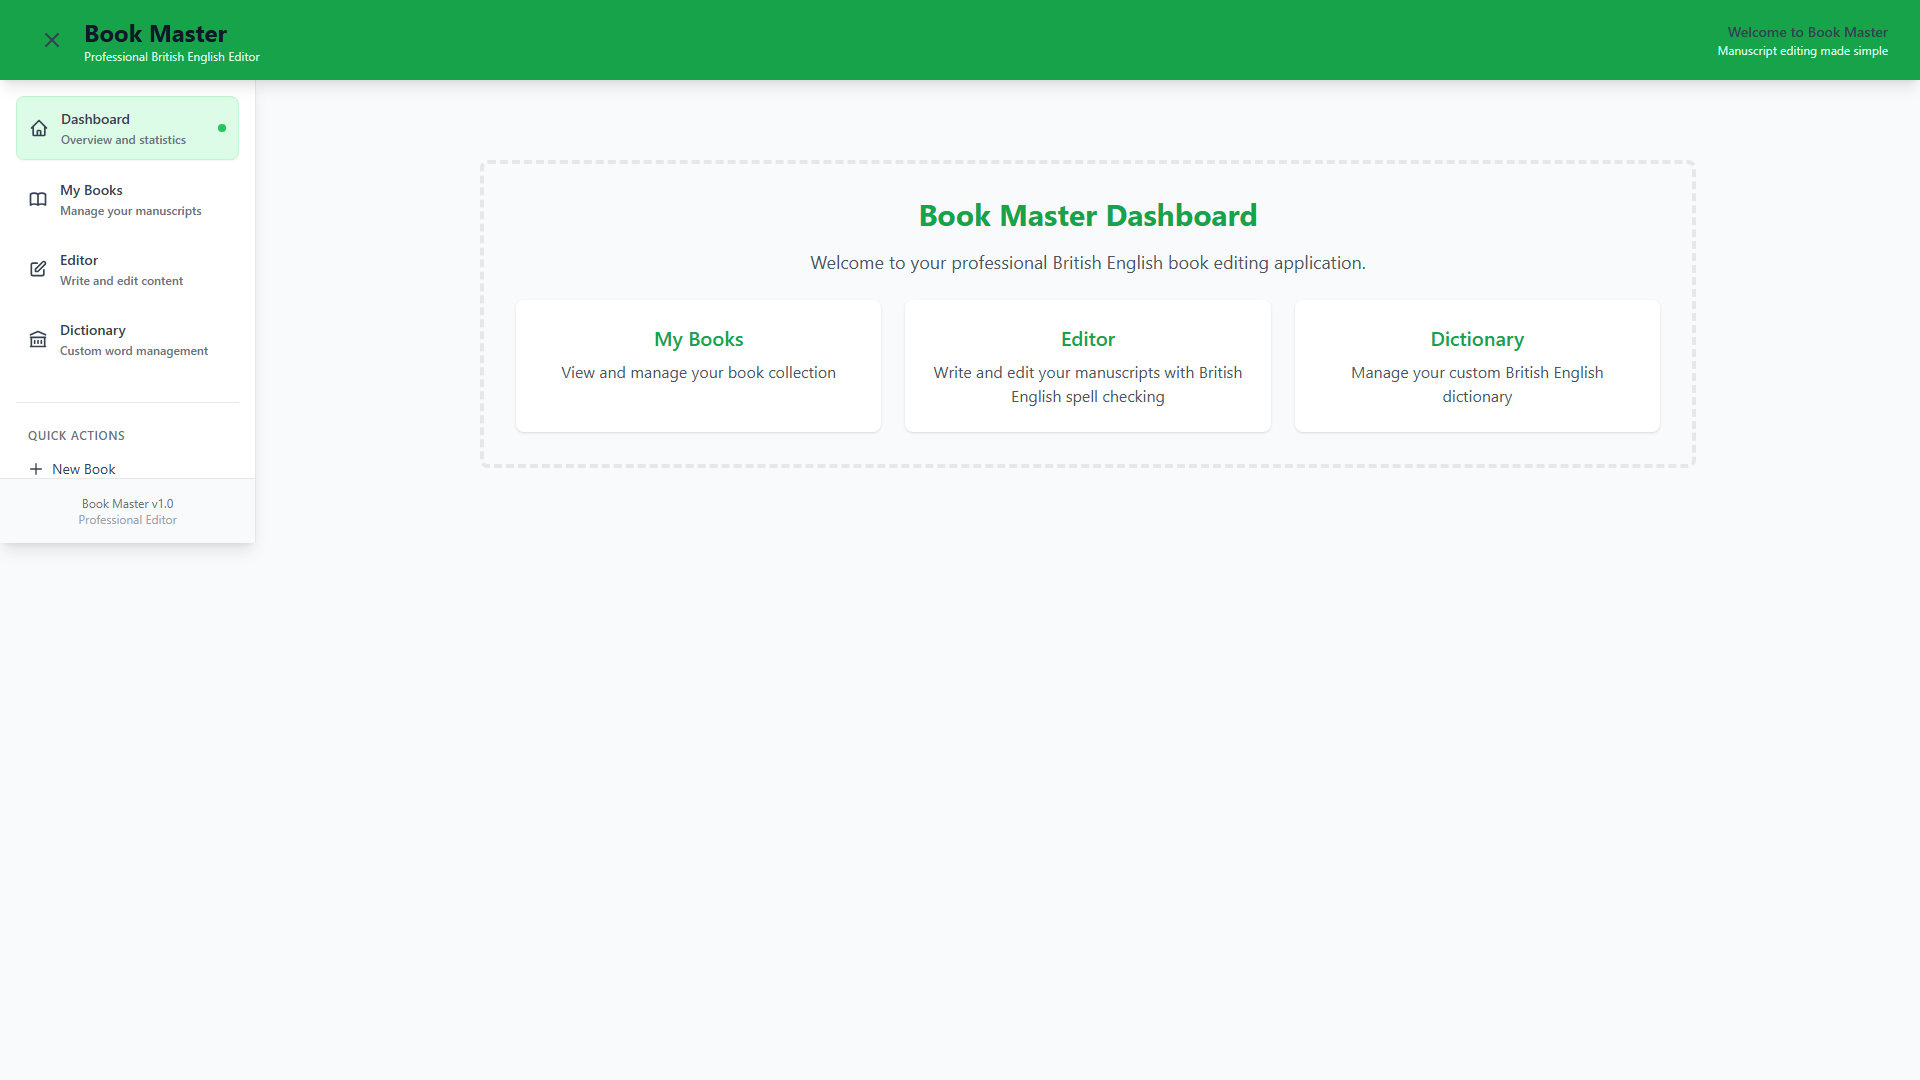 Book Master
Professional British English Editor
Welcome to Book Master
Manuscript editing made simple
Dashboard
Overview and statistics
My Books
Manage your manuscripts
Editor
Write and edit content
Dictionary
Custom word management
QUICK ACTIONS
New Book
Book Master v1.0
Professional Editor
Book Master Dashboard
Welcome to your professional British English book editing application.
My Books
View and manage your book collection
Editor
Write and edit your manuscripts with British
English spell checking
Dictionary
Manage your custom British English
dictionary